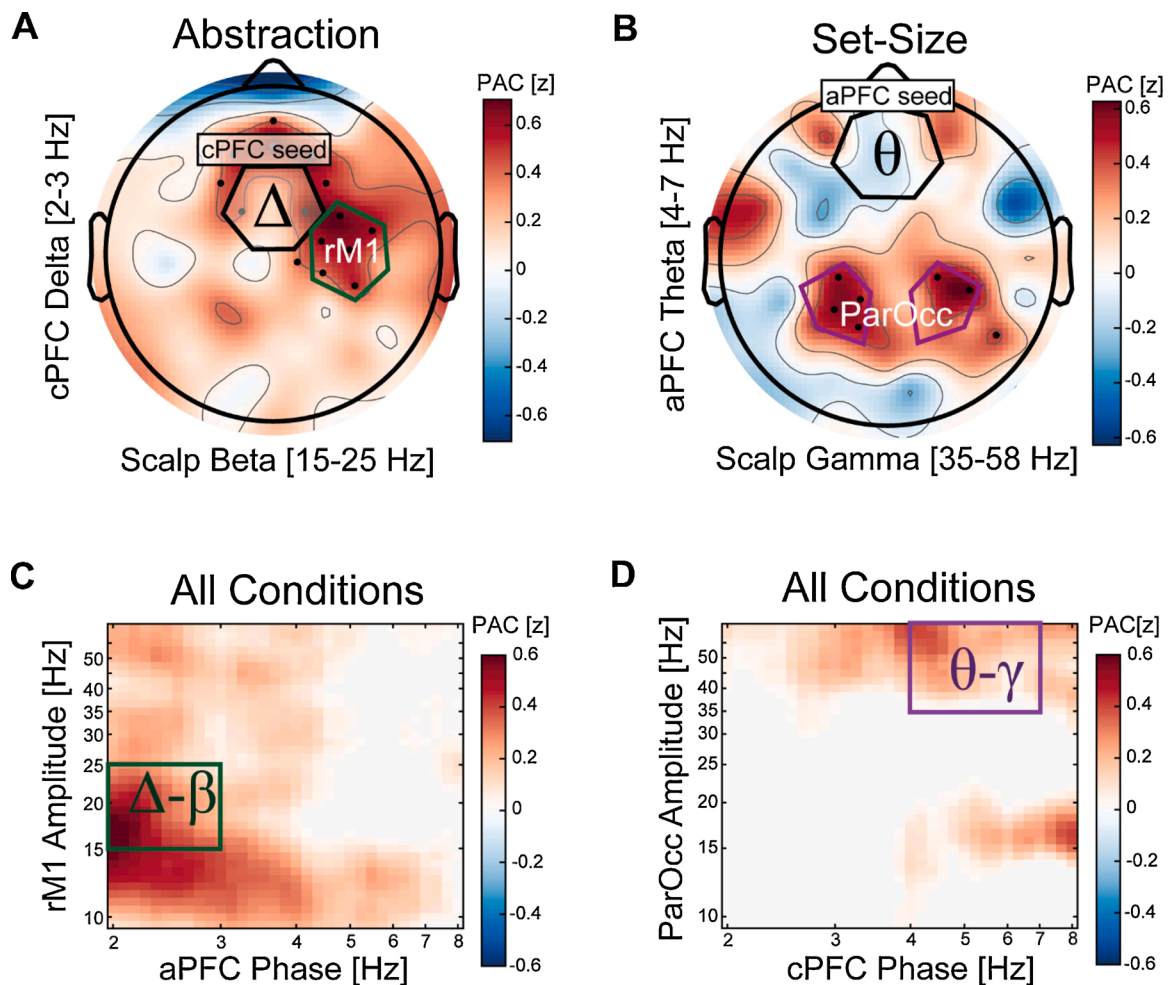 A
Abstraction
PAC [z]
cPFC Delta [2-3 Hz]
cPFC seed
Δ
rM1
0.6
0.4
0.2
0
-0.2
-0.4
-0.6
Scalp Beta [15-25 Hz]
B
Set-Size
PAC [z]
aPFC Theta [4-7 Hz]
aPFC seed
θ
ParOcc
0.6
0.4
0.2
0
-0.2
-0.4
-0.6
Scalp Gamma [35-58 Hz]
C
All Conditions
PAC [z]
rM1 Amplitude [Hz]
50
35
30
25
20
15
10
Δ-β
2
3
4
5
6
7
8
aPFC Phase [Hz]
0.6
0.4
0.2
0
-0.2
-0.4
-0.6
D
All Conditions
PAC[z]
ParOcc Amplitude [Hz]
50
35
30
20
15
10
θ-γ
2
3
4
5
6
7
8
cPFC Phase [Hz]
0.6
0.4
0.2
0
-0.2
-0.4
-0.6